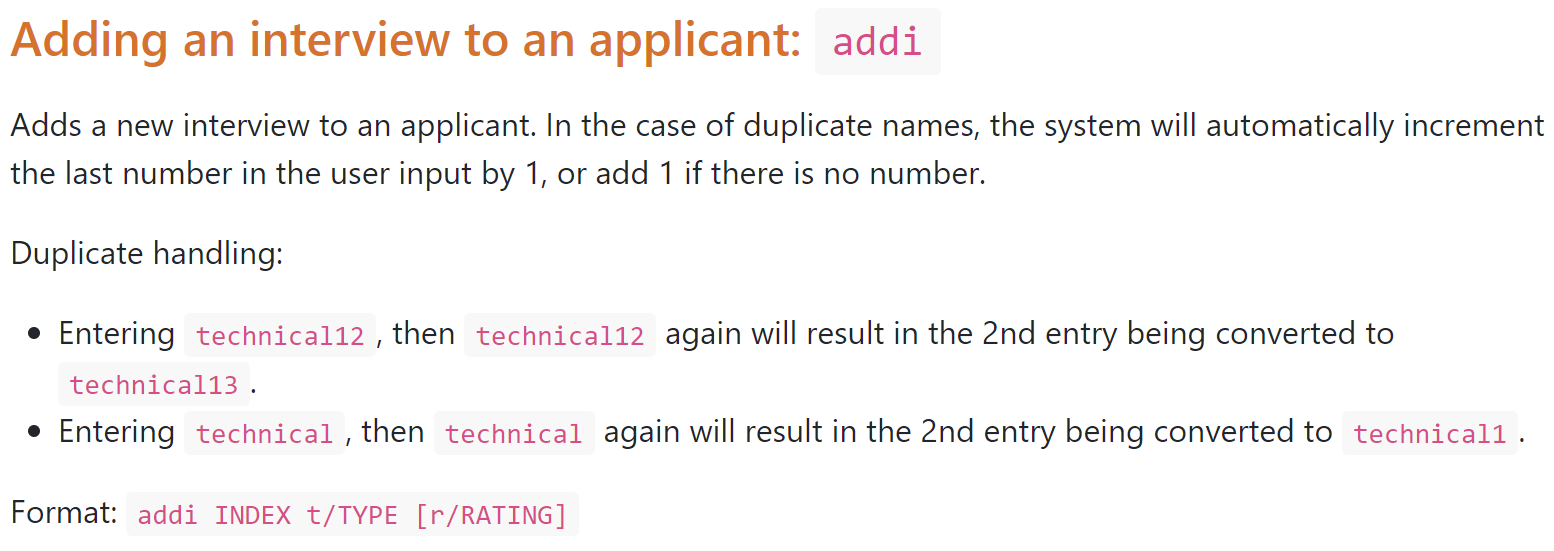 Adding an interview to an applicant: addi
Adds a new interview to an applicant. In the case of duplicate names, the system will automatically increment
the last number in the user input by 1, or add 1 if there is no number.
Duplicate handling:
• Entering technical12, then technical12 again will result in the 2nd entry being converted to
technical13.
• Entering technical, then technical again will result in the 2nd entry being converted to technical1.
Format: addi INDEX t/TYPE [r/RATING]